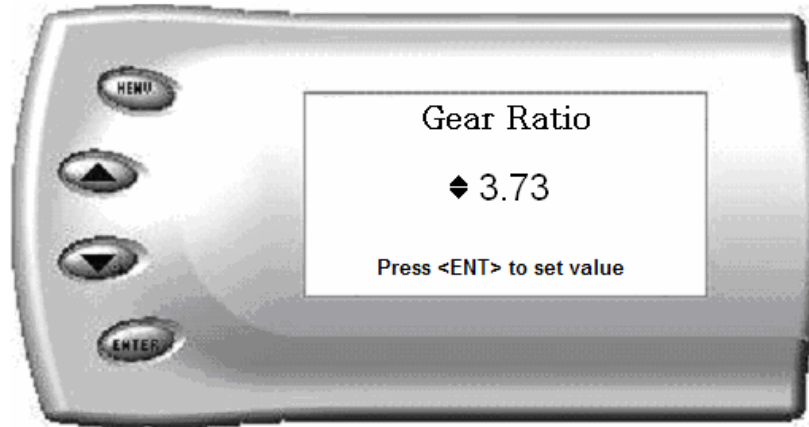 MENU
Gear Ratio
3.73
Press <ENT> to set value
ENTER